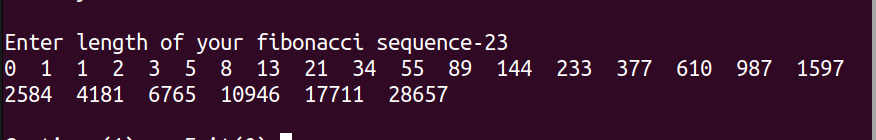 Enter length of your fibonacci sequence-23
0  1  1  2  3  5  8  13  21  34  55  89  144  233  377  610  987  1597
2584  4181  6765  10946  17711  28657